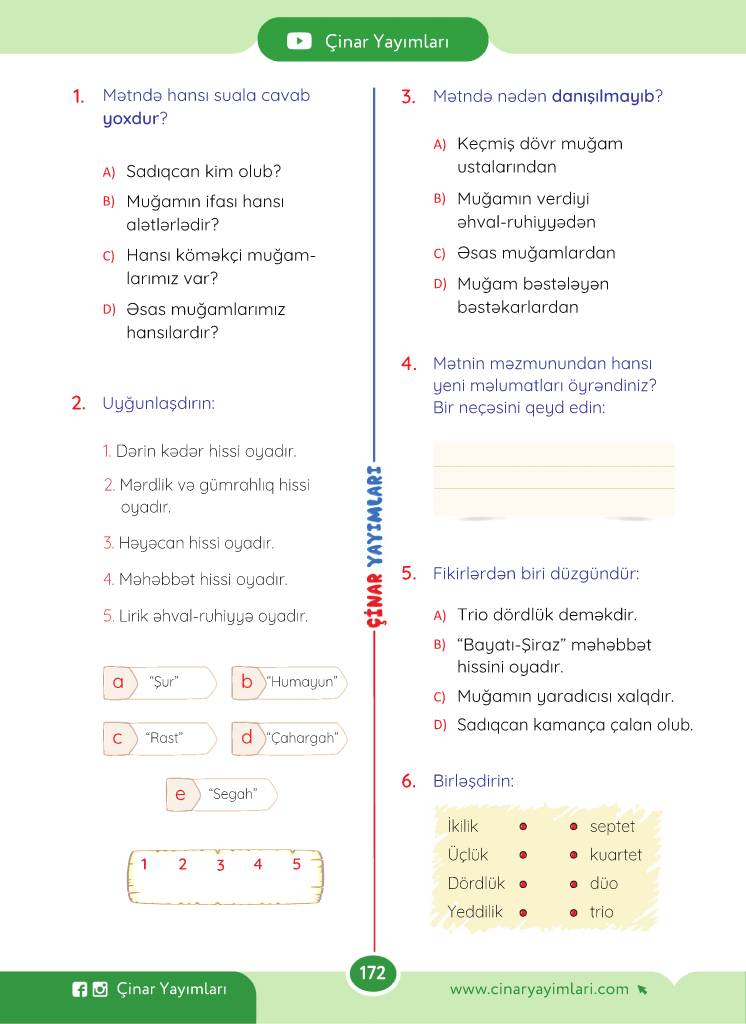 Çinar Yayımları
1. Mətndə hansı suala cavab
yoxdur?
A) Sadıqcan kim olub?
B) Muğamın ifası hansı
alətlərlədir?
C) Hansı köməkçi muğam-
larımız var?
D) Əsas muğamlarımız
hansılardır?
2. Uyğunlaşdırın:
1. Dərin kədər hissi oyadır.
2. Mərdlik və gümrahlıq hissi
oyadır.
3. Həyəcan hissi oyadır.
4. Məhəbbət hissi oyadır.
5. Lirik əhval-ruhiyyə oyadır.
a “Şur”
b “Humayun”
c “Rast”
d “Çahargah”
e “Segah”
1 2 3 4 5
ÇİNAR YAYIMLARI
3. Mətndə nədən danışılmayıb?
A) Keçmiş dövr muğam
ustalarından
B) Muğamın verdiyi
əhval-ruhiyyədən
C) Əsas muğamlardan
D) Muğam bəstələyən
bəstəkarlardan
4. Mətnin məzmunundan hansı
yeni məlumatları öyrəndiniz?
Bir neçəsini qeyd edin:
5. Fikirlərdən biri düzgündür:
A) Trio dördlük deməkdir.
B) “Bayatı-Şiraz” məhəbbət
hissini oyadır.
C) Muğamın yaradıcısı xalqdır.
D) Sadıqcan kamança çalan olub.
6. Birləşdirin:
İkilik septet
Üçlük kuartet
Dördlük düo
Yeddilik trio
Çinar Yayımları
172
www.cinaryayimlari.com